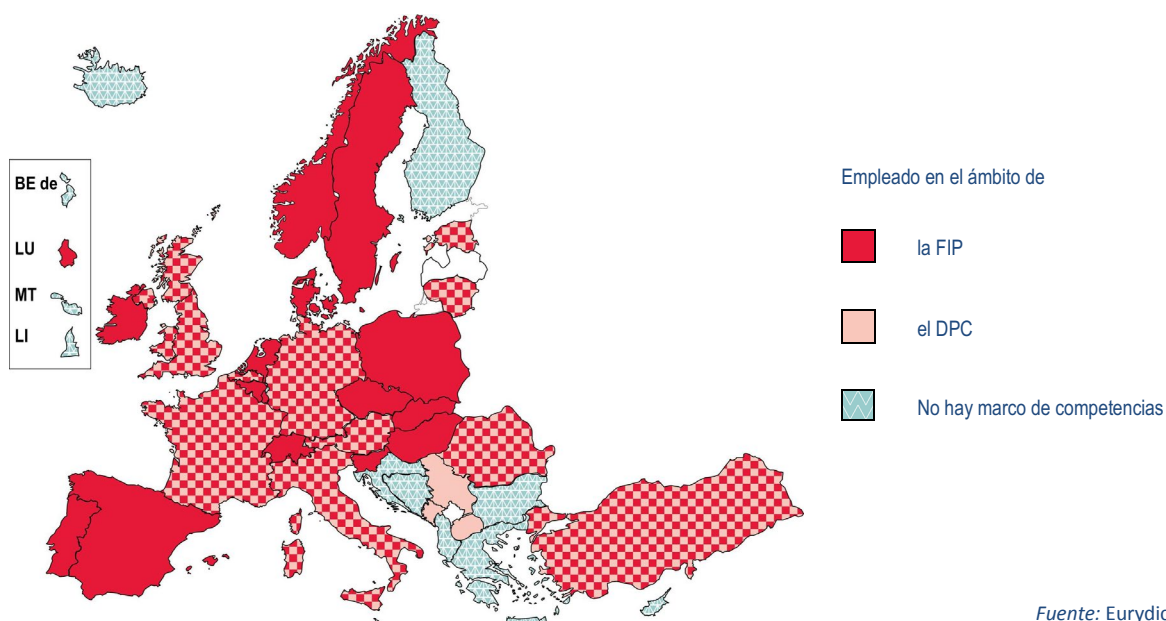 BE de
LU
MT
LI
Empleado en el ámbito de
la FIP
el DPC
No hay marco de competencias
Fuente: Eurydic